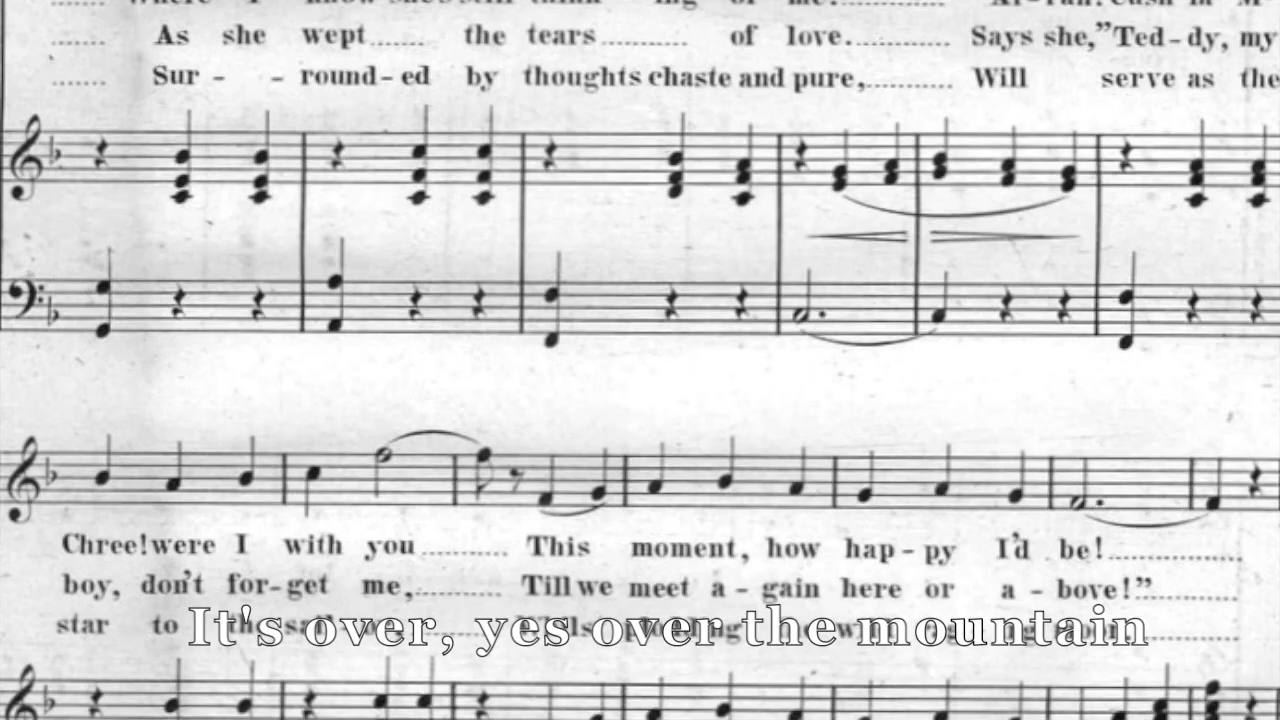 As she wept...... the tears......... of love........... Says she,” Ted-dy, my
Sur - - round-ed by thoughts chaste and pure,........... Will serve as the
Chree! were I with you.......... This moment, how hap-py I'd be!................
boy, don't for-get me,.......... Till we meet a-gain here or a-bove!”..............
star to
It's over, yes over the mountain